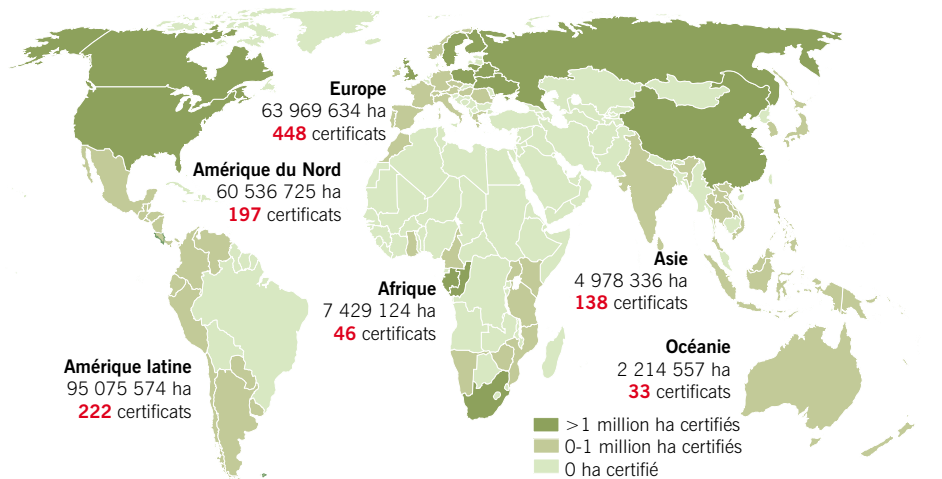 Europe
63 969 634 ha
448 certificats
Amérique du Nord
60 536 725 ha
197 certificats
Asie
4 978 336 ha
138 certificats
Afrique
7 429 124 ha
46 certificats
Océanie
2 214 557 ha
33 certificats
Amérique latine
95 075 574 ha
222 certificats
>1 million ha certifiés
0-1 million ha certifiés
0 ha certifié